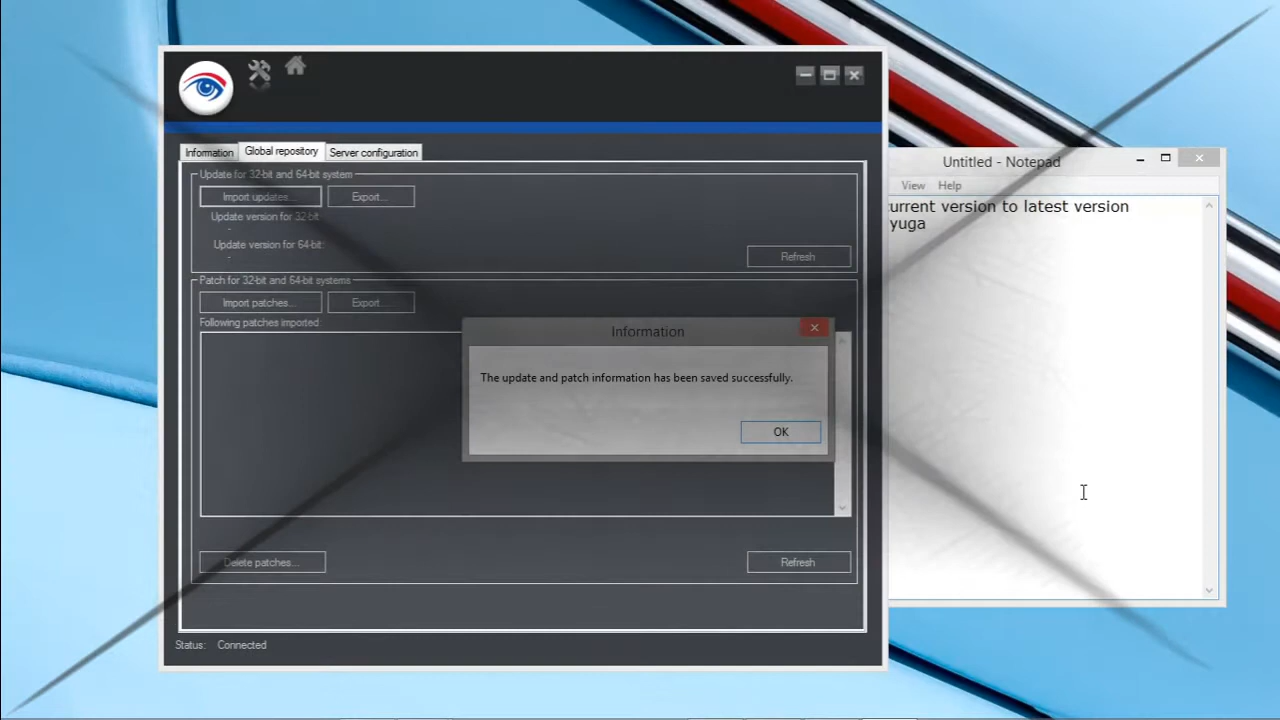 Information
Global repository
Server configuration
Update for 32-bit and 64-bit system
Import updates...
Export...
Update version for 32-bit:
-
Update version for 64-bit:
-
Refresh
Patch for 32-bit and 64-bit systems
Import patches...
Export...
Following patches imported:
Delete patches...
Refresh
Status: Connected
Information
The update and patch information has been saved successfully.
OK
Untitled - Notepad
View Help
urrent version to latest version
yuga